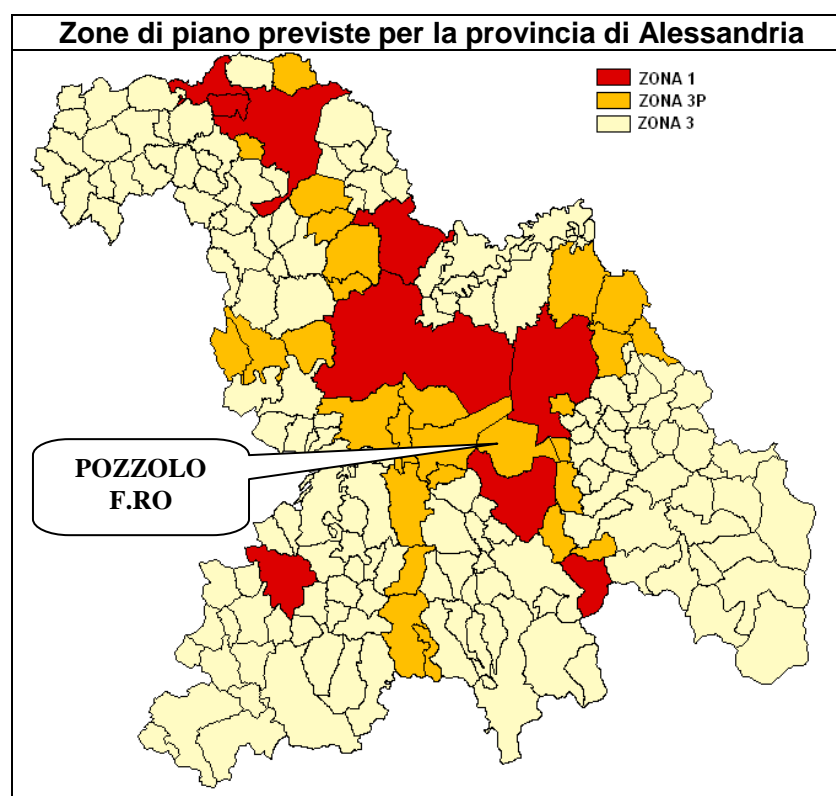 Zone di piano previste per la provincia di Alessandria
ZONA 1
ZONA 3P
ZONA 3
POZZOLO
F.RO